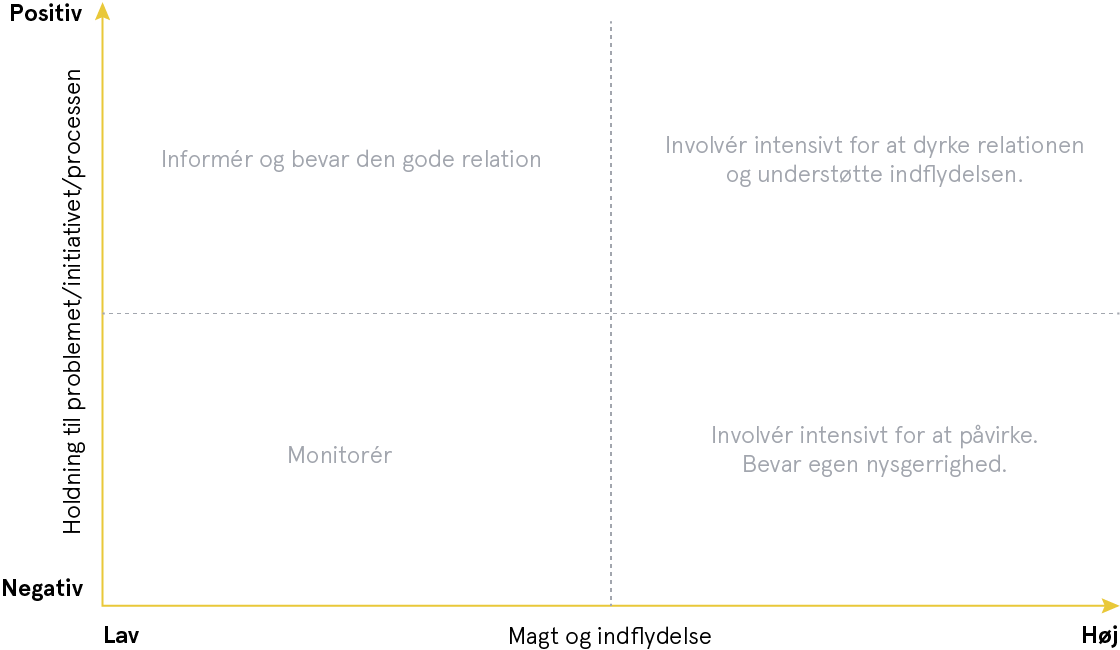 Positiv
Holdning til problemet/initiativet/processen
Informér og bevar den gode relation
Involvér intensivt for at dyrke relationen
og understøtte indflydelsen.
Monitorér
Involvér intensivt for at påvirke.
Bevar egen nysgerrighed.
Negativ
Lav
Magt og indflydelse
Høj